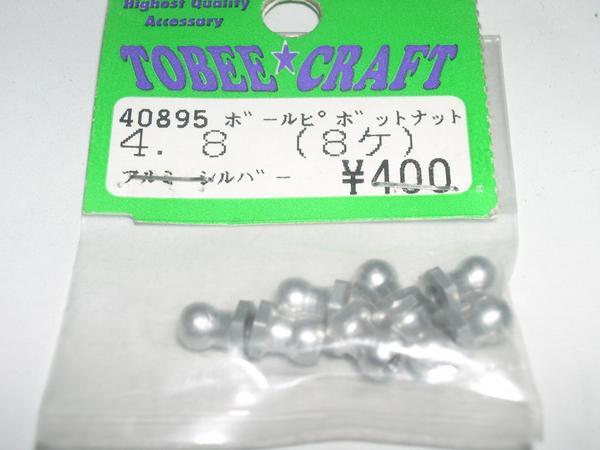 Highest Quality
Accessary
TOBEE★CRAFT
40895 ボールピボットナット
4.8 (8ケ)
アルミ シルバー
¥400